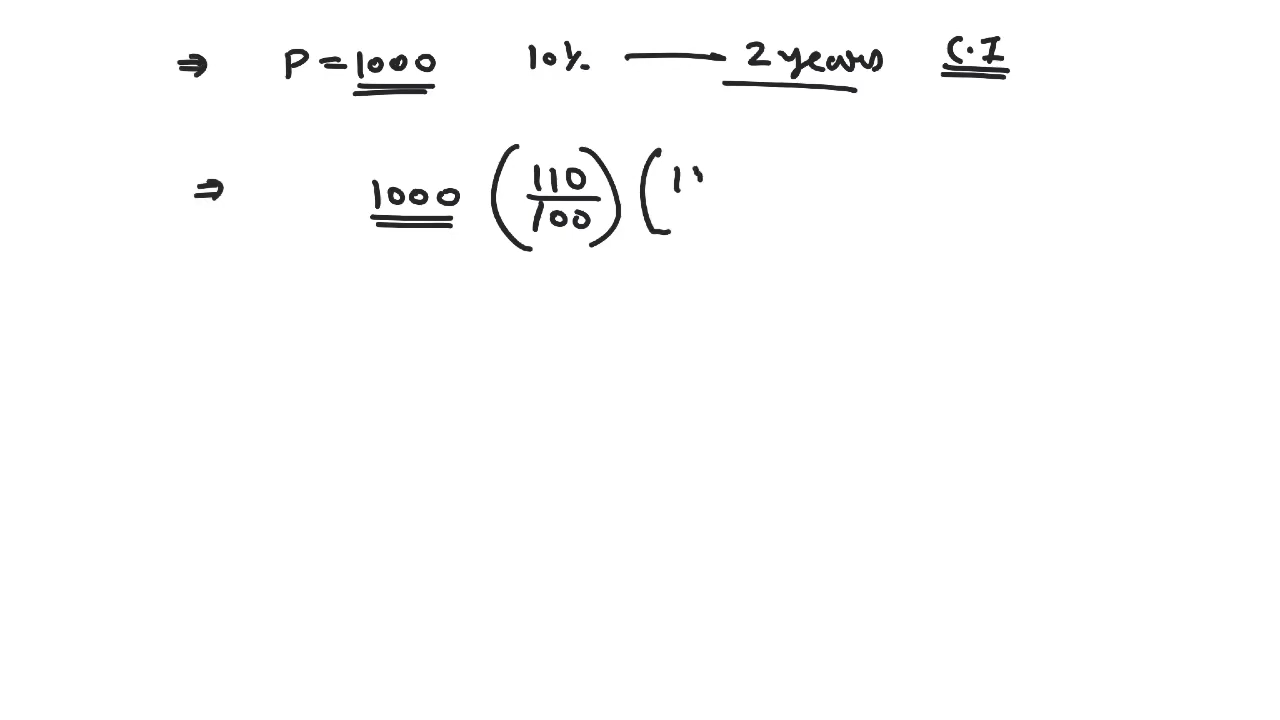 ⇒ P = 1000 10% — 2 years C.I
⇒ 1000 (110/100) (1